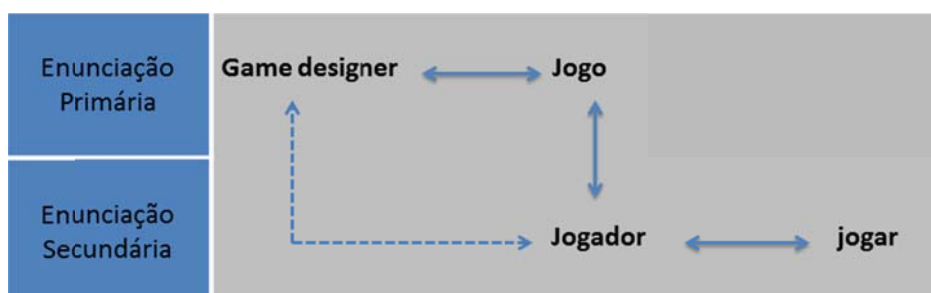 Enunciação
Primária
Game designer
Jogo
Enunciação
Secundária
Jogador
jogar